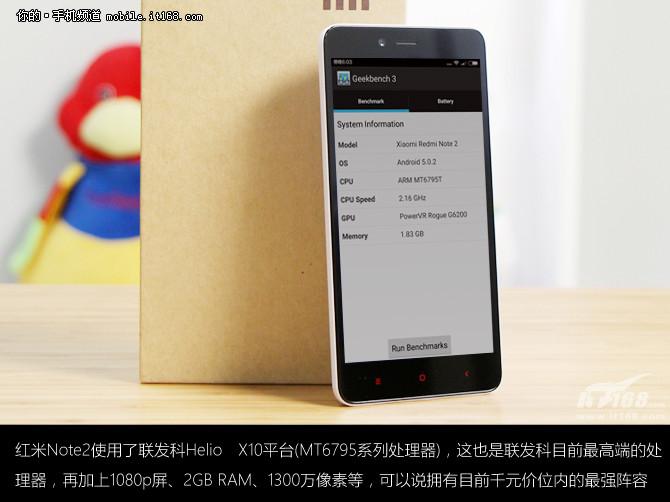 你的·手机频道 mobile.it168.com
晚6:03
Geekbench 3
Benchmark Battery
System Information
Model Xiaomi Redmi Note 2
OS Android 5.0.2
CPU ARM MT6795T
CPU Speed 2.16 GHz
GPU PowerVR Rogue G6200
Memory 1.83 GB
Run Benchmarks
it168.com
www.it168.com
红米Note2使用了联发科Helio X10平台(MT6795系列处理器)，这也是联发科目前最高端的处
理器，再加上1080p屏、2GB RAM、1300万像素等，可以说拥有目前千元价位内的最强阵容